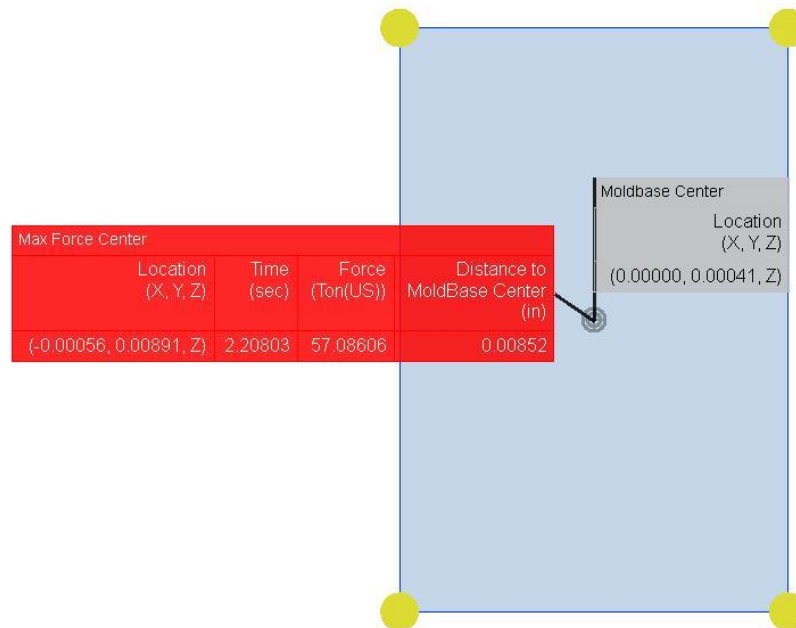 Moldbase Center
Location
(X, Y, Z)
(0.00000, 0.00041, Z)
Max Force Center
Location
(X, Y, Z)
Time
(sec)
Force
(Ton(US))
Distance to
MoldBase Center
(in)
(-0.00056, 0.00891, Z) 2.20803 57.08606 0.00852